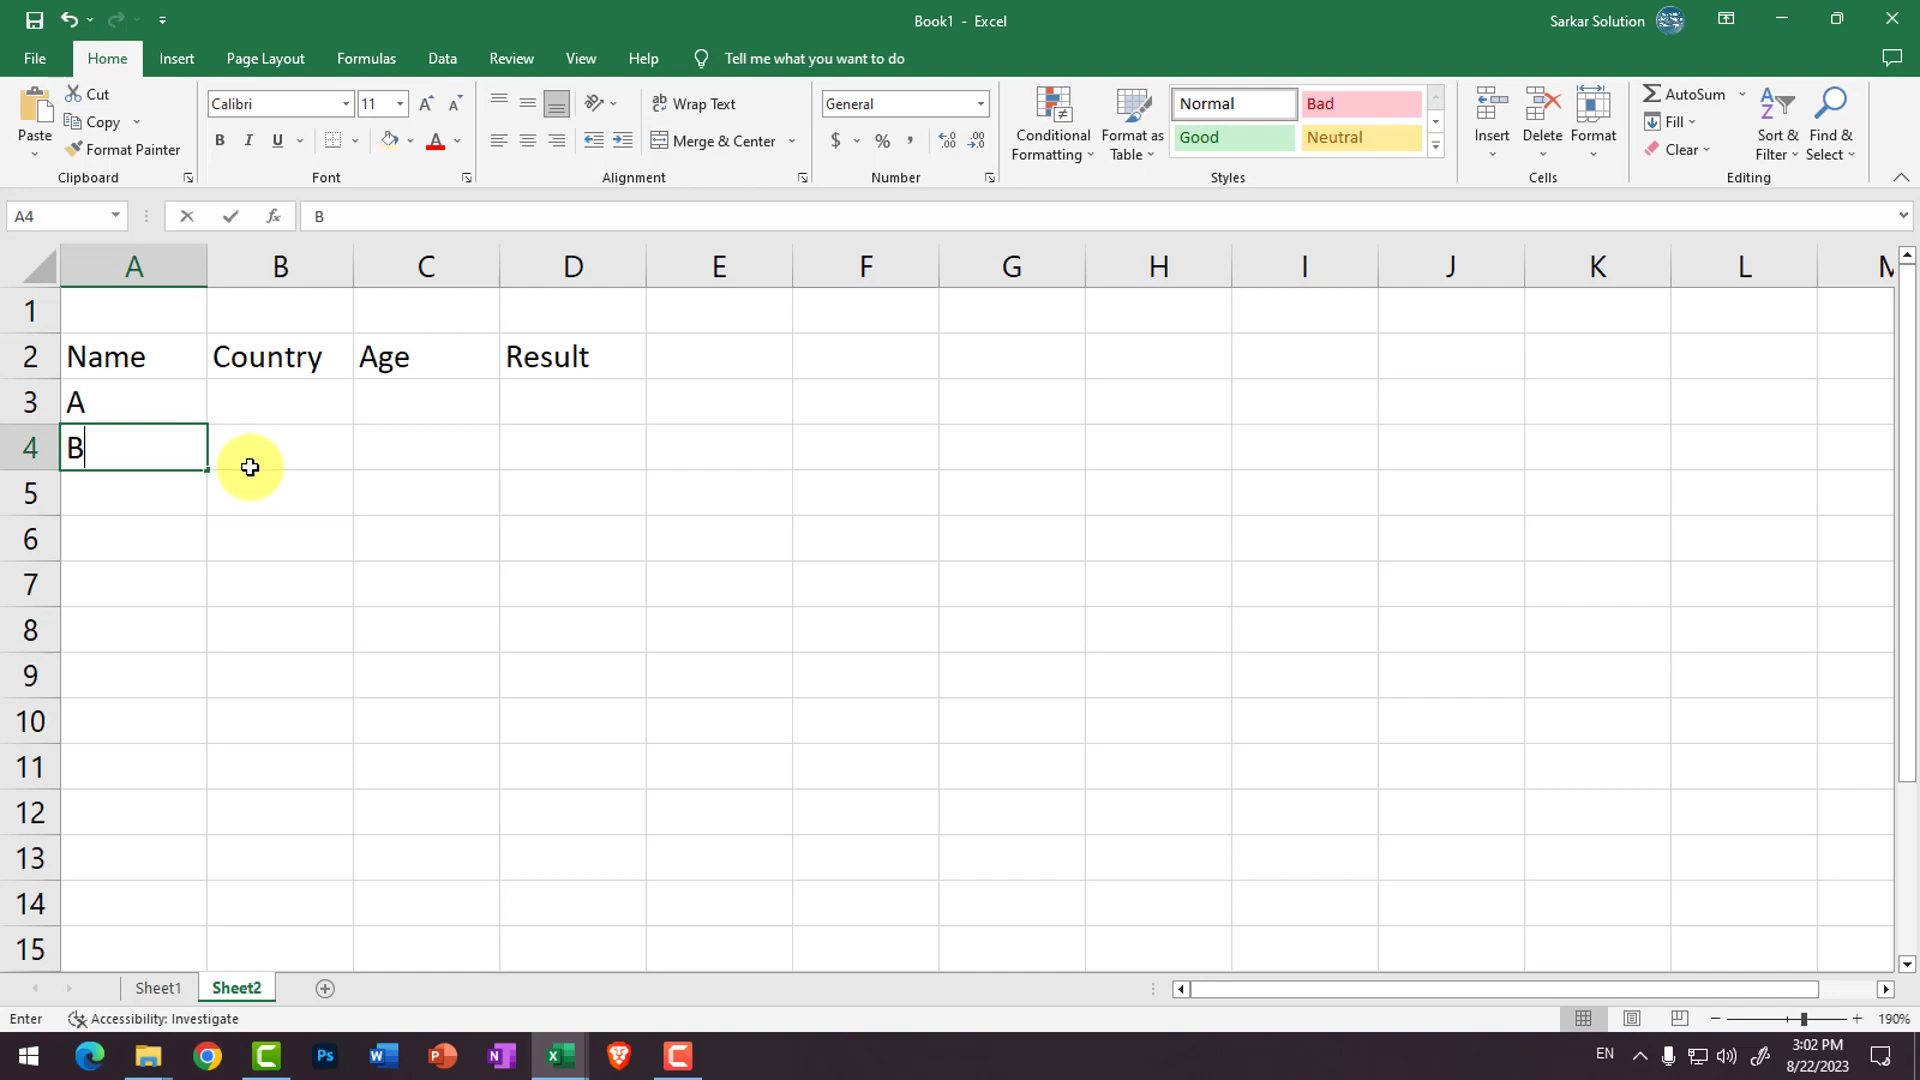 Book1 - Excel
Sarkar Solution
File Home Insert Page Layout Formulas Data Review View Help Tell me what you want to do
Paste
Cut
Copy
Format Painter
Clipboard
Calibri 11
A A
B I U A
Font
ab Wrap Text
Merge & Center
Alignment
General
$ % ,
Number
Conditional Formatting
Format as Table
Normal Bad
Good Neutral
Styles
Insert Delete Format
Cells
AutoSum
Fill
Clear
Sort & Filter
Find & Select
Editing
A4 fx B
A B C D E F G H I J K L M
1
2 Name Country Age Result
3 A
4 B
5
6
7
8
9
10
11
12
13
14
15
Sheet1 Sheet2
Enter Accessibility: Investigate 190%
Ps W P N X C
EN
3:02 PM
8/22/2023